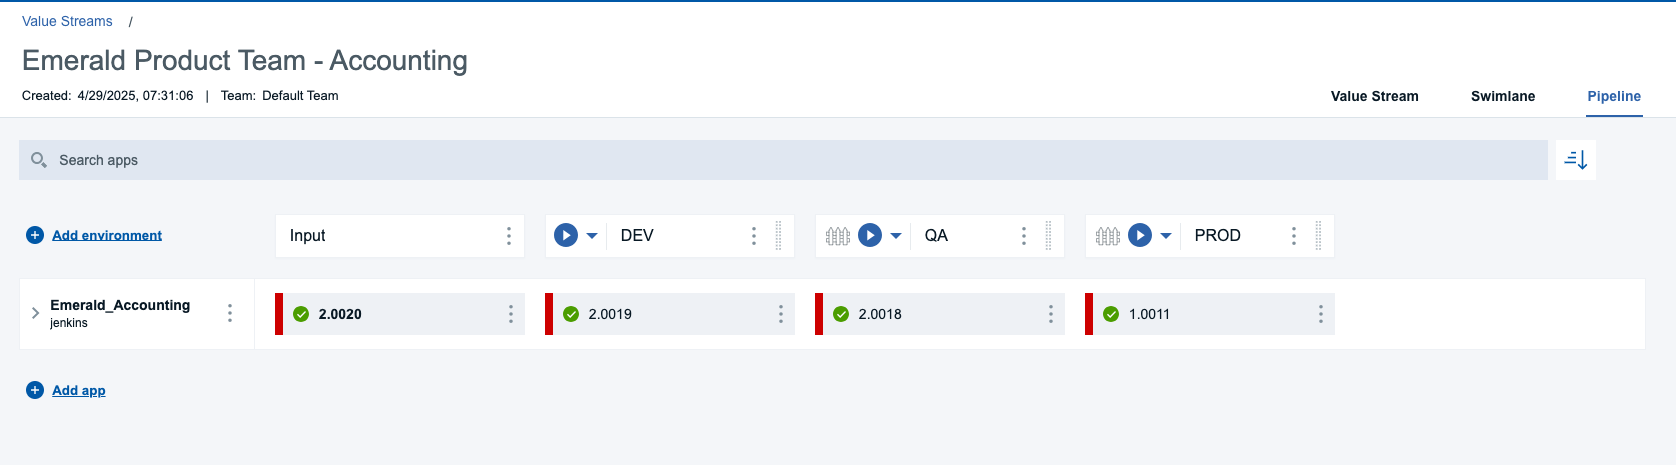 Value Streams /
Emerald Product Team - Accounting
Created: 4/29/2025, 07:31:06 | Team: Default Team
Value Stream Swimlane Pipeline
Search apps
Add environment Input DEV QA PROD
Emerald_Accounting
jenkins
2.0020 2.0019 2.0018 1.0011
Add app